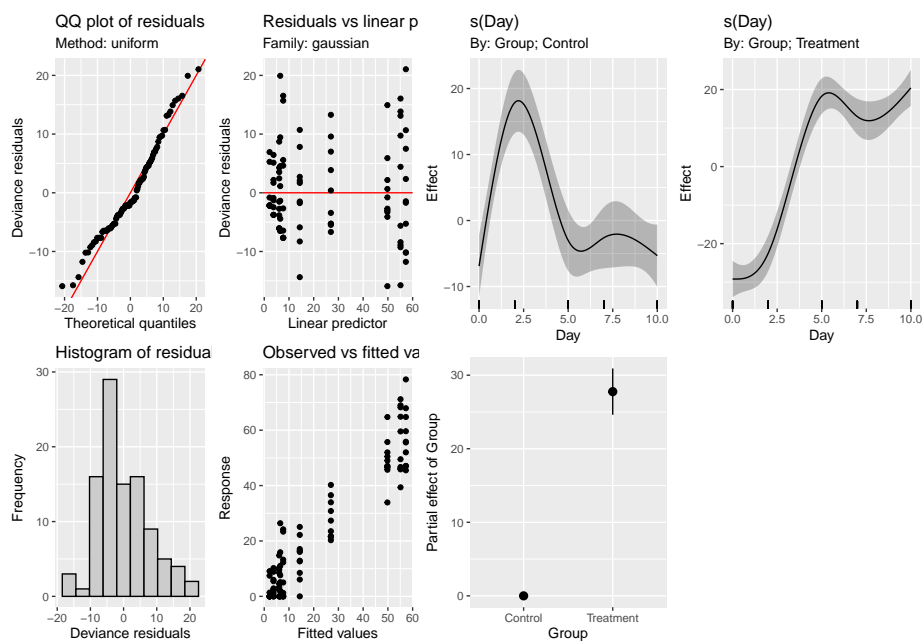 QQ plot of residuals
Method: uniform
Deviance residuals
20
10
0
−10
−20
−10
0
10
20
Theoretical quantiles
Residuals vs linear p
Family: gaussian
Deviance residuals
20
10
0
−10
0
10
20
30
40
50
60
Linear predictor
s(Day)
By: Group; Control
Effect
20
10
0
−10
0.0
2.5
5.0
7.5
10.0
Day
s(Day)
By: Group; Treatment
Effect
20
0
−20
0.0
2.5
5.0
7.5
10.0
Day
Histogram of residual
Frequency
30
20
10
0
−20
−10
0
10
20
Deviance residuals
Observed vs fitted va
Response
80
60
40
20
0
0
10
20
30
40
50
60
Fitted values
Partial effect of Group
30
20
10
0
Control
Treatment
Group